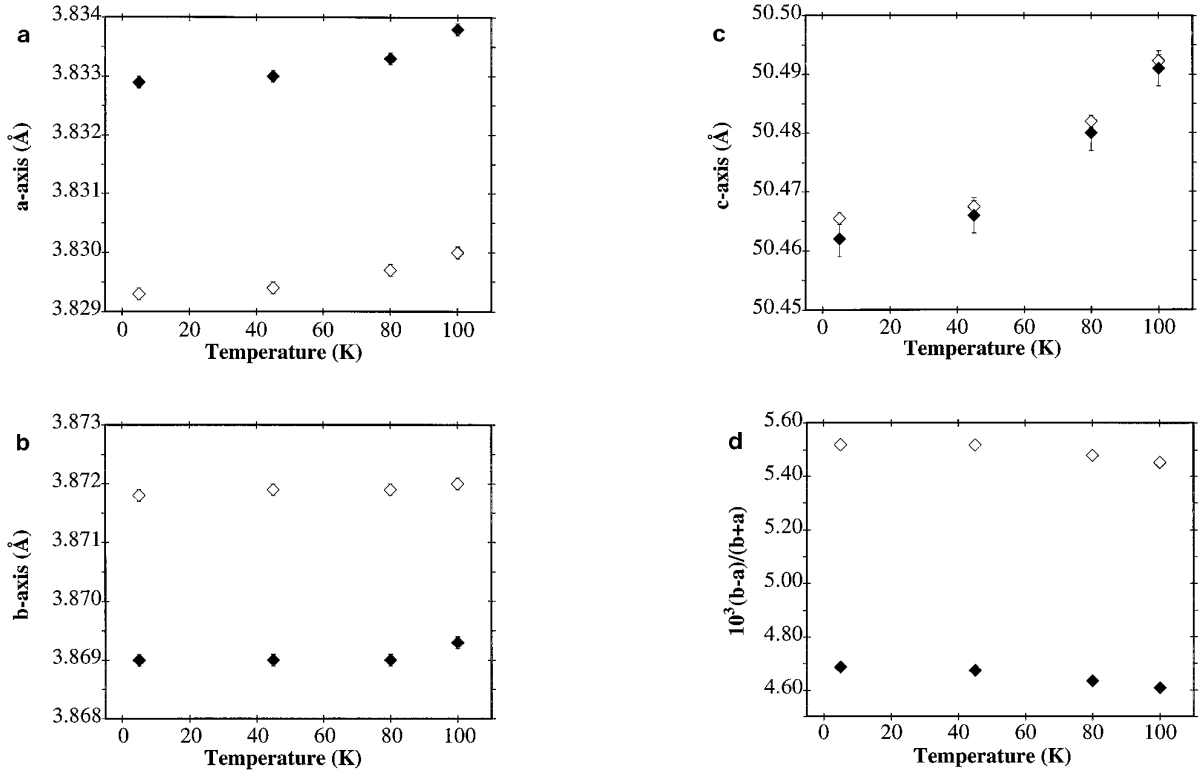 a
3.834
3.833
3.832
3.831
3.830
3.829
a-axis (Å)
0 20 40 60 80 100
Temperature (K)
c
50.50
50.49
50.48
50.47
50.46
50.45
c-axis (Å)
0 20 40 60 80 100
Temperature (K)
b
3.873
3.872
3.871
3.870
3.869
3.868
b-axis (Å)
0 20 40 60 80 100
Temperature (K)
d
5.60
5.40
5.20
5.00
4.80
4.60
10³(b-a)/(b+a)
0 20 40 60 80 100
Temperature (K)